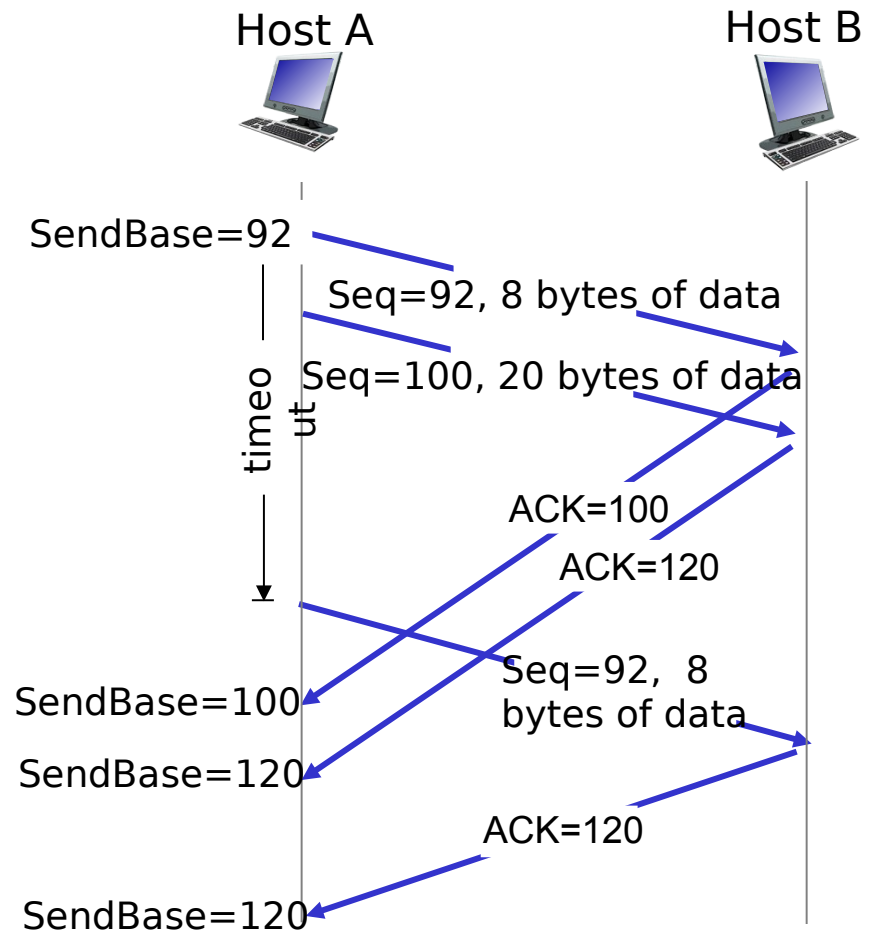 Host A
Host B
SendBase=92
Seq=92, 8 bytes of data
Seq=100, 20 bytes of data
timeo
ut
ACK=100
ACK=120
Seq=92, 8
bytes of data
SendBase=100
SendBase=120
ACK=120
SendBase=120